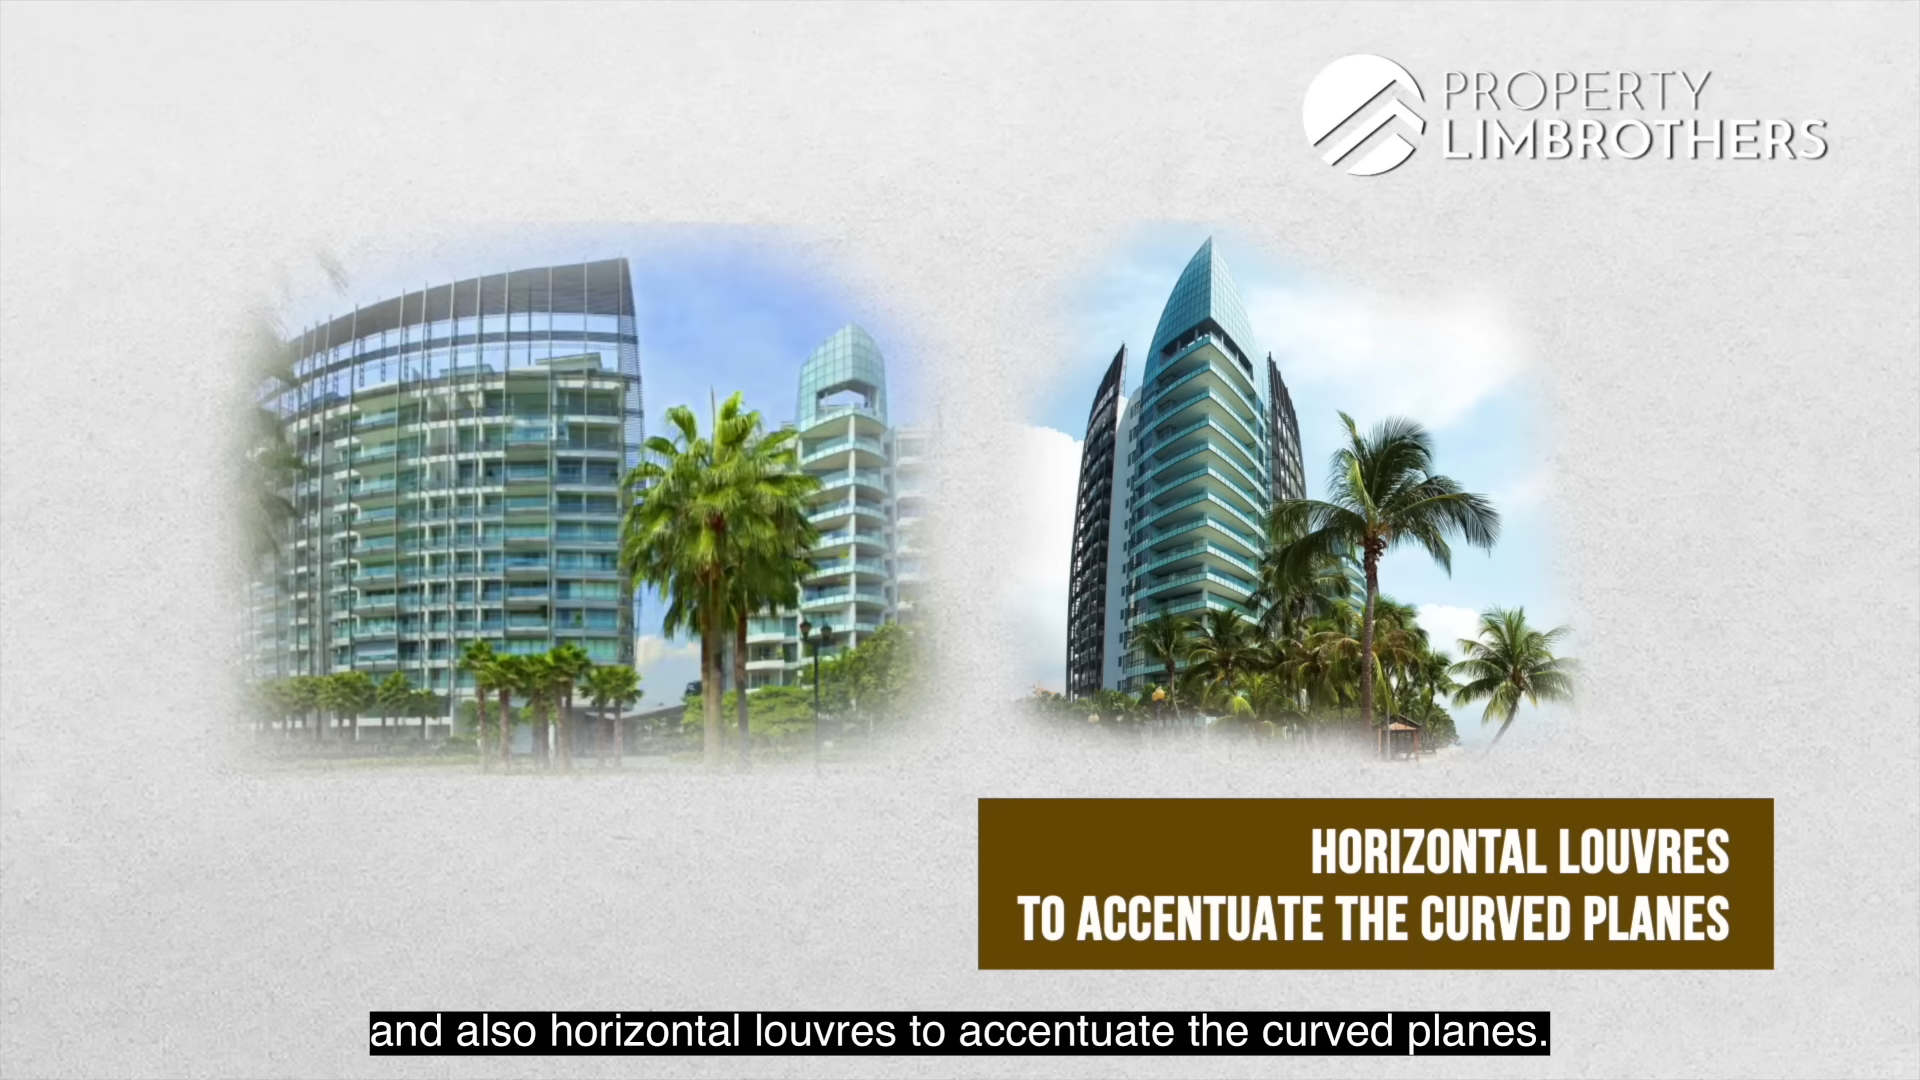 PROPERTY
LIMBROTHERS
HORIZONTAL LOUVRES
TO ACCENTUATE THE CURVED PLANES
and also horizontal louvres to accentuate the curved planes.